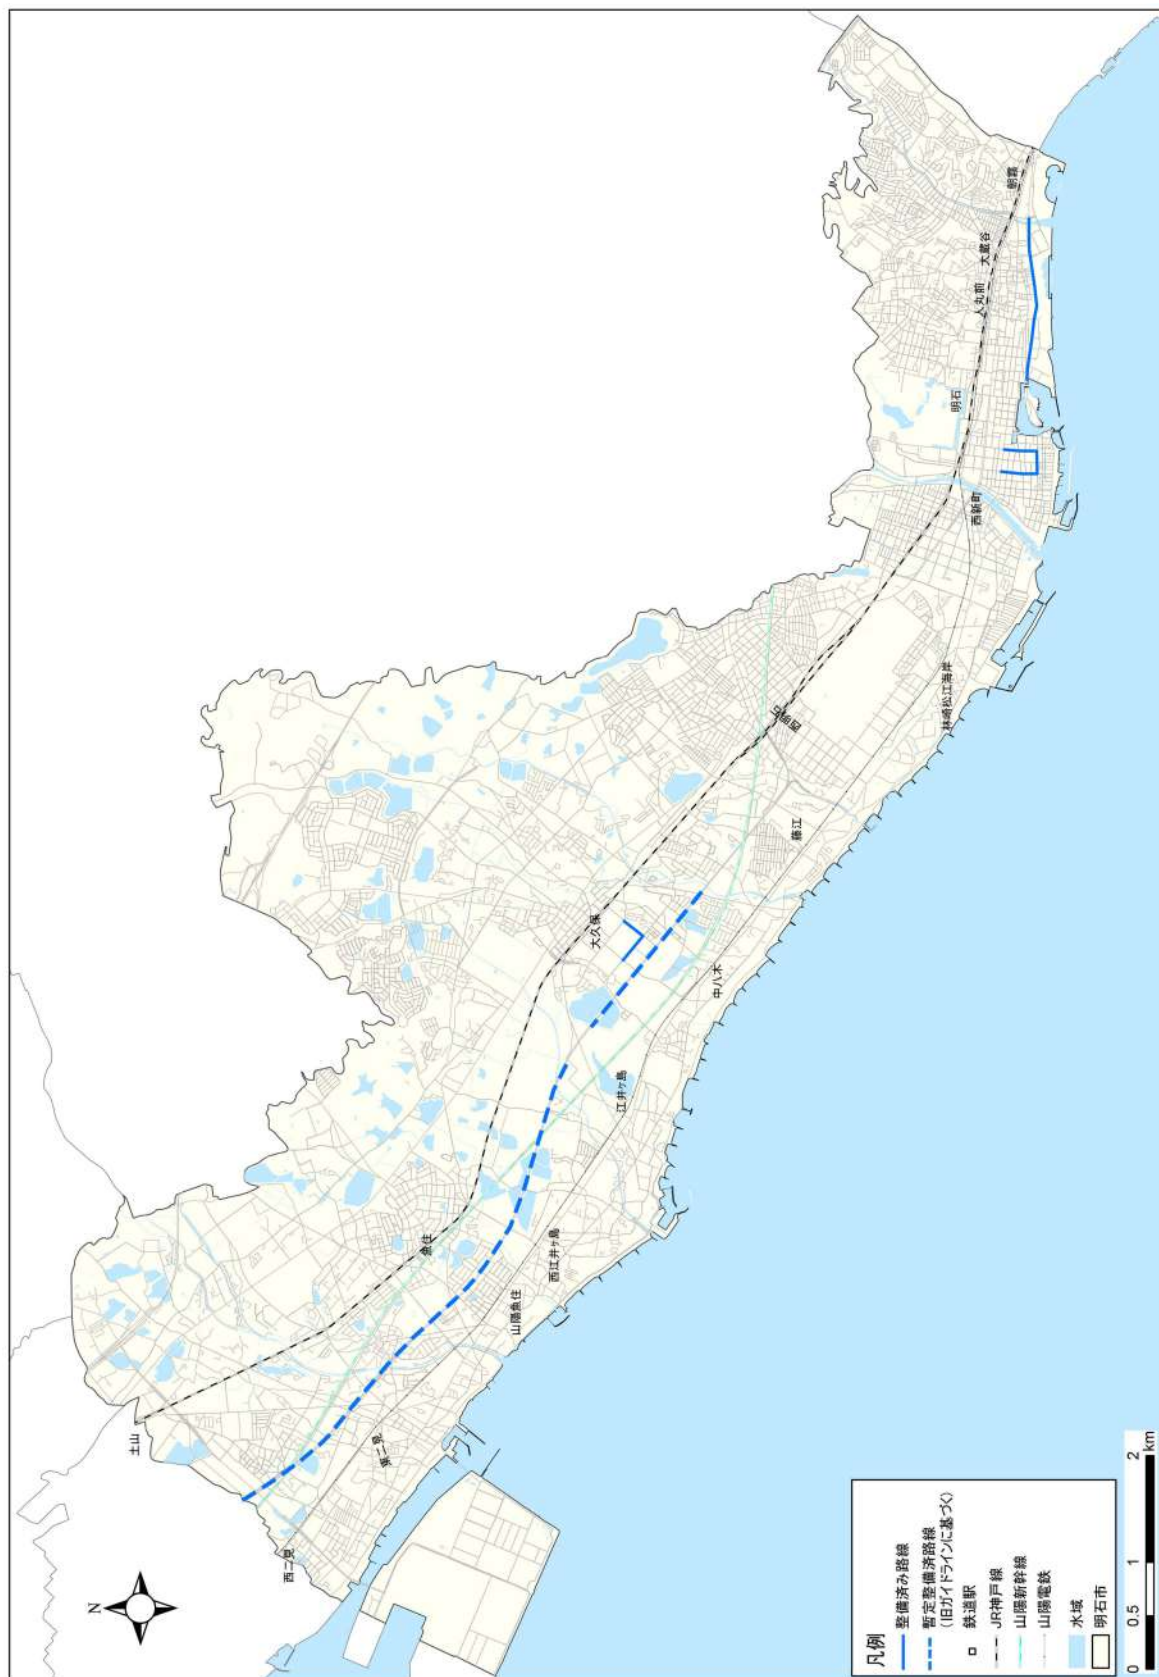 N
土山
西二見
東二見
魚住
山陽魚住
西江井ヶ島
江井ヶ島
大久保
中八木
藤江
西明石
林崎松江海岸
西新町
明石
人丸前
大蔵谷
朝霧
凡例
整備済み路線
暫定整備済路線
(旧ガイドラインに基づく)
鉄道駅
JR神戸線
山陽新幹線
山陽電鉄
水域
明石市
0 0.5 1 2
km